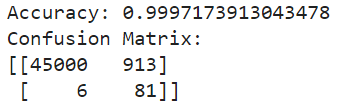 Accuracy: 0.9997173913043478
Confusion Matrix:
[[45000 913]
[ 6 81]]